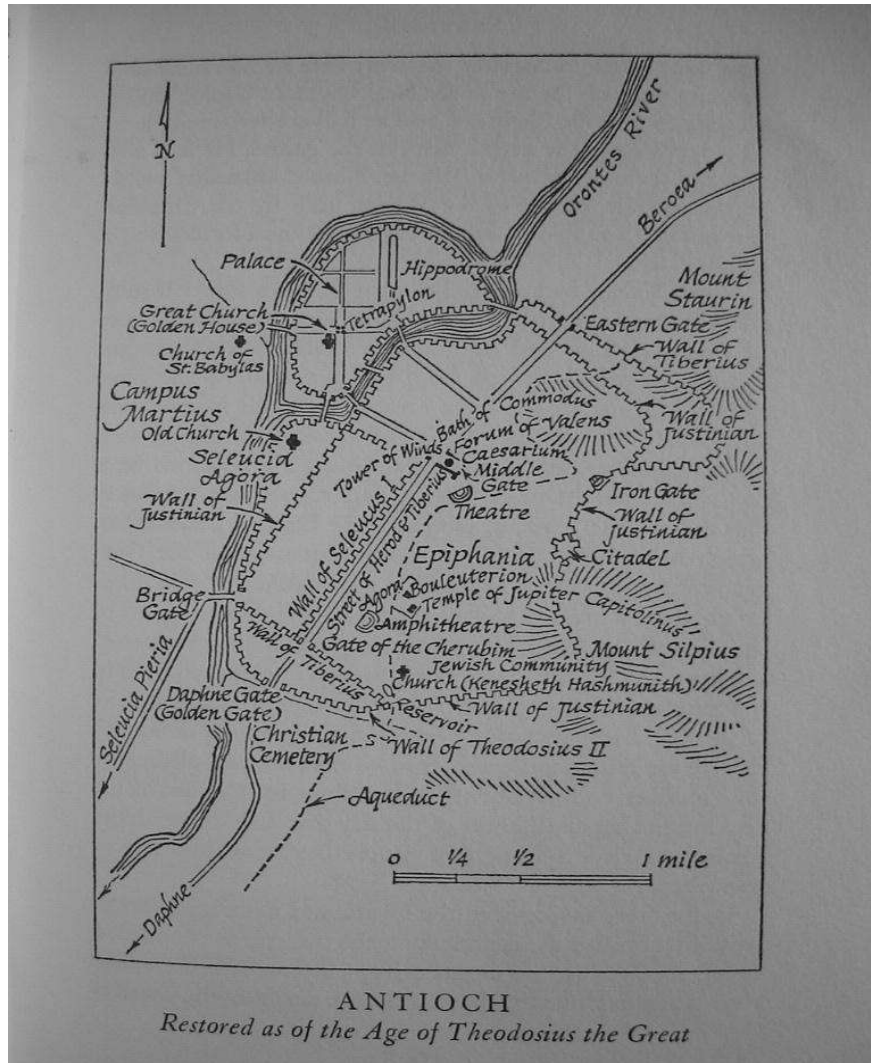 N
Orontes River
Beroea
Palace
Hippodrome
Mount
Staurin
Great Church
(Golden House)
Tetrapylon
Eastern Gate
Church of
St. Babylas
Wall of
Tiberius
Campus
Martius
Bath of Commodus
Wall of
Justinian
Old Church
Forum of Valens
Seleucid
Agora
Tower of Winds
Caesarium
Middle
Gate
Wall of
Justinian
Theatre
Iron Gate
Wall of
Justinian
Wall of Seleucus I
Street of Herod & Tiberius
Epiphania
Citadel
Agora
Bouleuterion
Temple of Jupiter Capitolinus
Bridge
Gate
Amphitheatre
Wall of Tiberius
Gate of the Cherubim
Mount Silpius
Jewish Community
Church (Kenesheth Hashmunith)
Seleucia Pieria
Daphne Gate
(Golden Gate)
Reservoir
Wall of Justinian
Christian
Cemetery
Wall of Theodosius II
Aqueduct
0 1/4 1/2 1 mile
Daphne
ANTIOCH
Restored as of the Age of Theodosius the Great